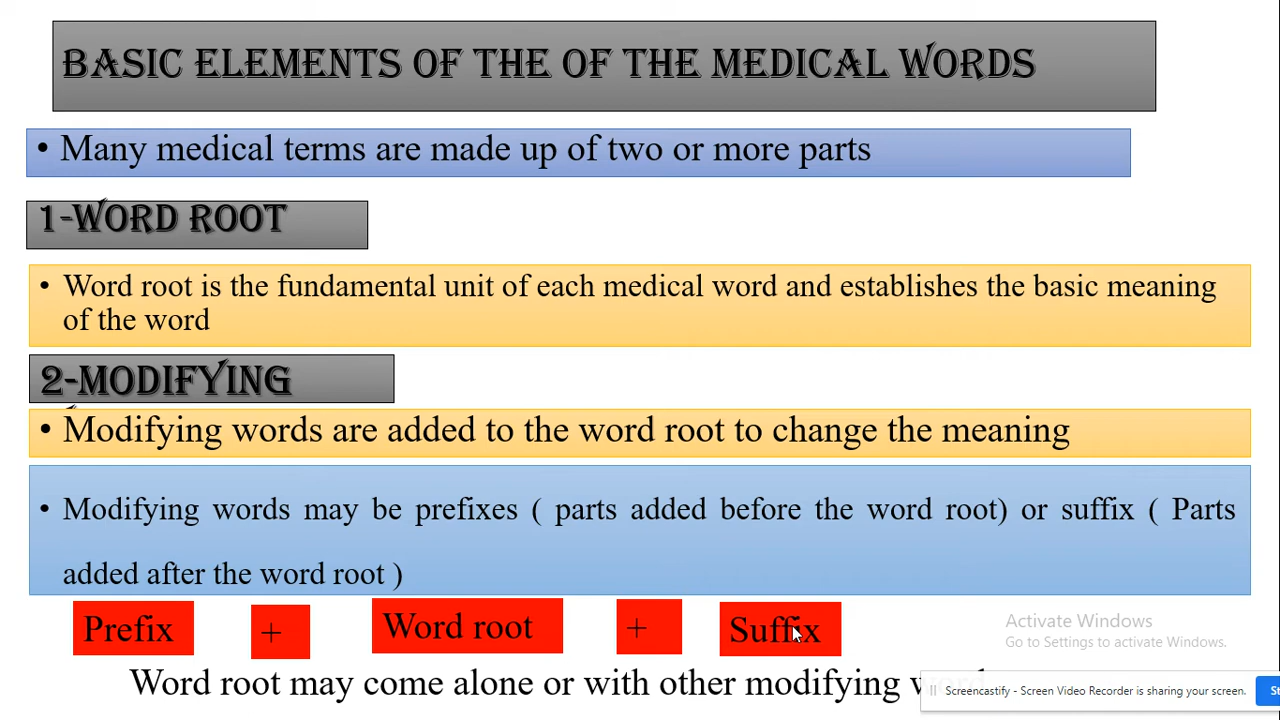 BASIC ELEMENTS OF THE OF THE MEDICAL WORDS
• Many medical terms are made up of two or more parts
1-WORD ROOT
• Word root is the fundamental unit of each medical word and establishes the basic meaning
of the word
2-MODIFYING
• Modifying words are added to the word root to change the meaning
• Modifying words may be prefixes ( parts added before the word root) or suffix ( Parts
added after the word root )
Prefix + Word root + Suffix
Activate Windows
Go to Settings to activate Windows.
Word root may come alone or with other modifying
Screencastify - Screen Video Recorder is sharing your screen.